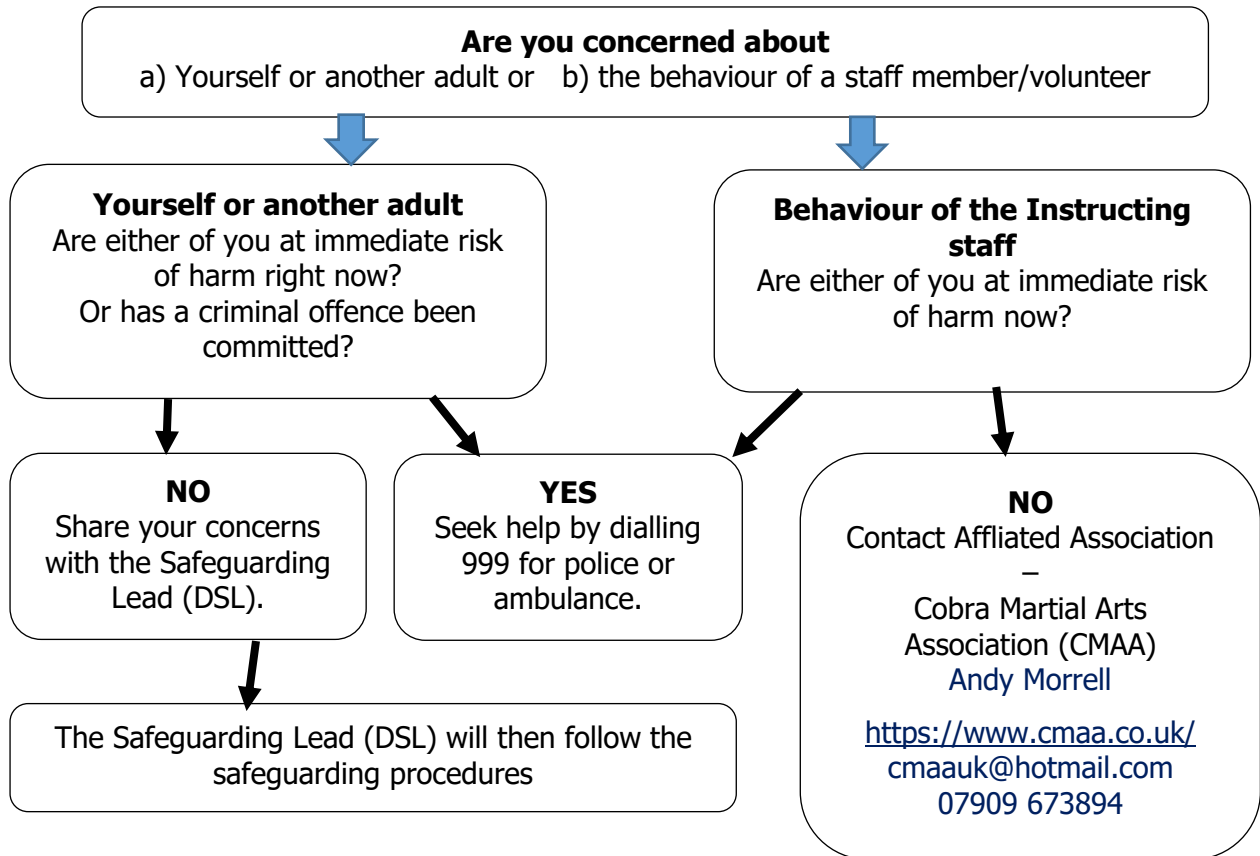 Are you concerned about
a) Yourself or another adult or b) the behaviour of a staff member/volunteer
Yourself or another adult
Are either of you at immediate risk
of harm right now?
Or has a criminal offence been
committed?
Behaviour of the Instructing
staff
Are either of you at immediate risk
of harm now?
NO
Share your concerns
with the Safeguarding
Lead (DSL).
YES
Seek help by dialling
999 for police or
ambulance.
NO
Contact Affliated Association
–
Cobra Martial Arts
Association (CMAA)
Andy Morrell
https://www.cmaa.co.uk/
cmaauk@hotmail.com
07909 673894
The Safeguarding Lead (DSL) will then follow the
safeguarding procedures